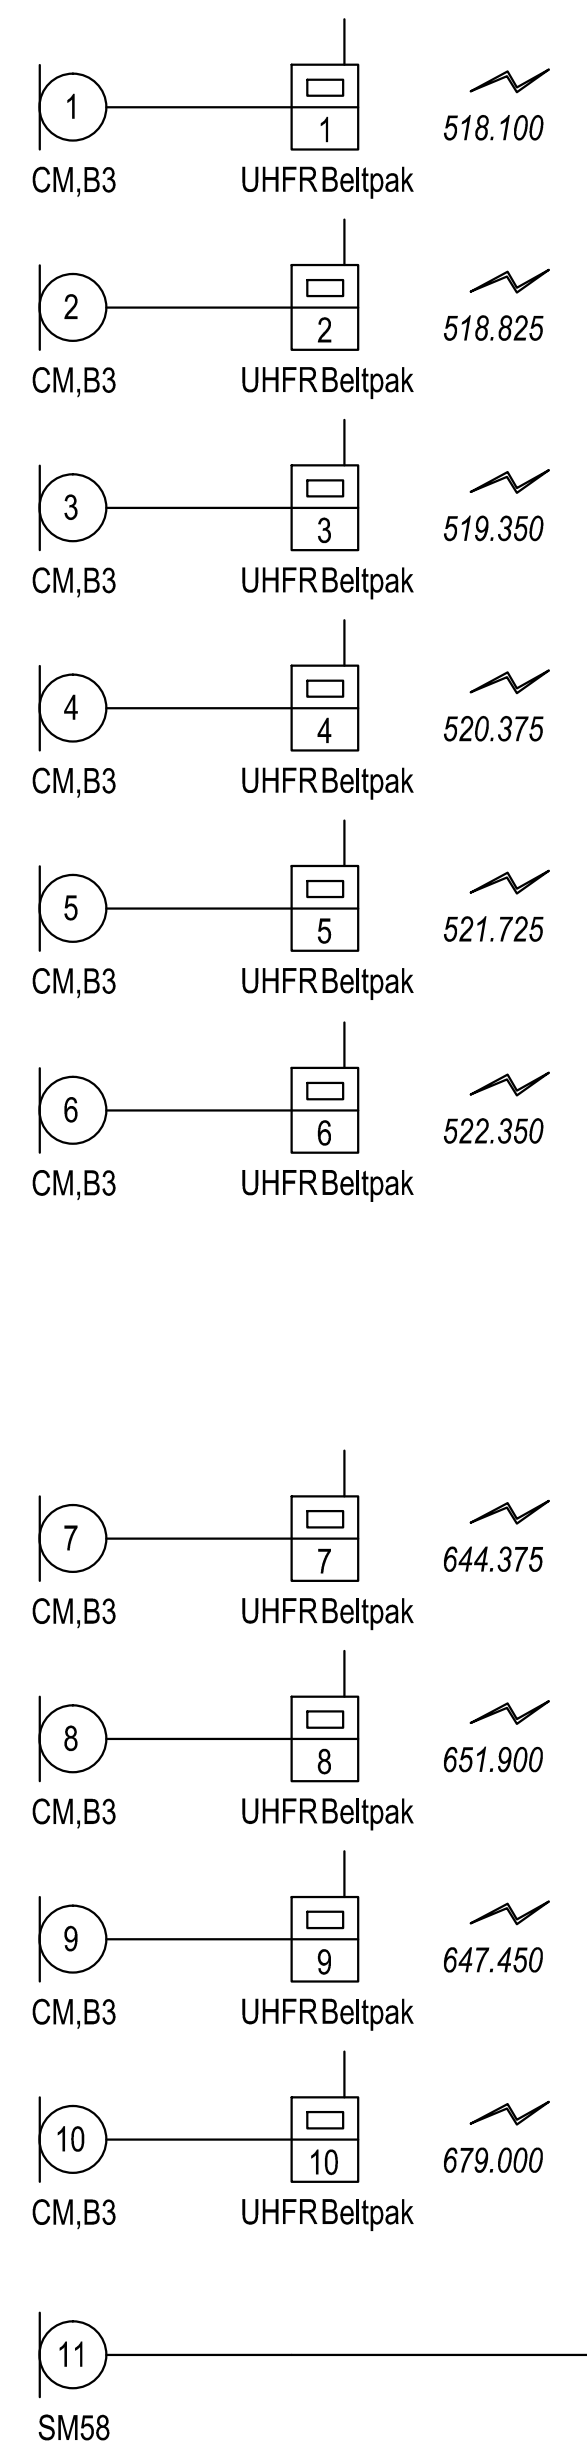 1 1 518.100
CM,B3 UHFR Beltpak
2 2 518.825
CM,B3 UHFR Beltpak
3 3 519.350
CM,B3 UHFR Beltpak
4 4 520.375
CM,B3 UHFR Beltpak
5 5 521.725
CM,B3 UHFR Beltpak
6 6 522.350
CM,B3 UHFR Beltpak
7 7 644.375
CM,B3 UHFR Beltpak
8 8 651.900
CM,B3 UHFR Beltpak
9 9 647.450
CM,B3 UHFR Beltpak
10 10 679.000
CM,B3 UHFR Beltpak
11
SM58